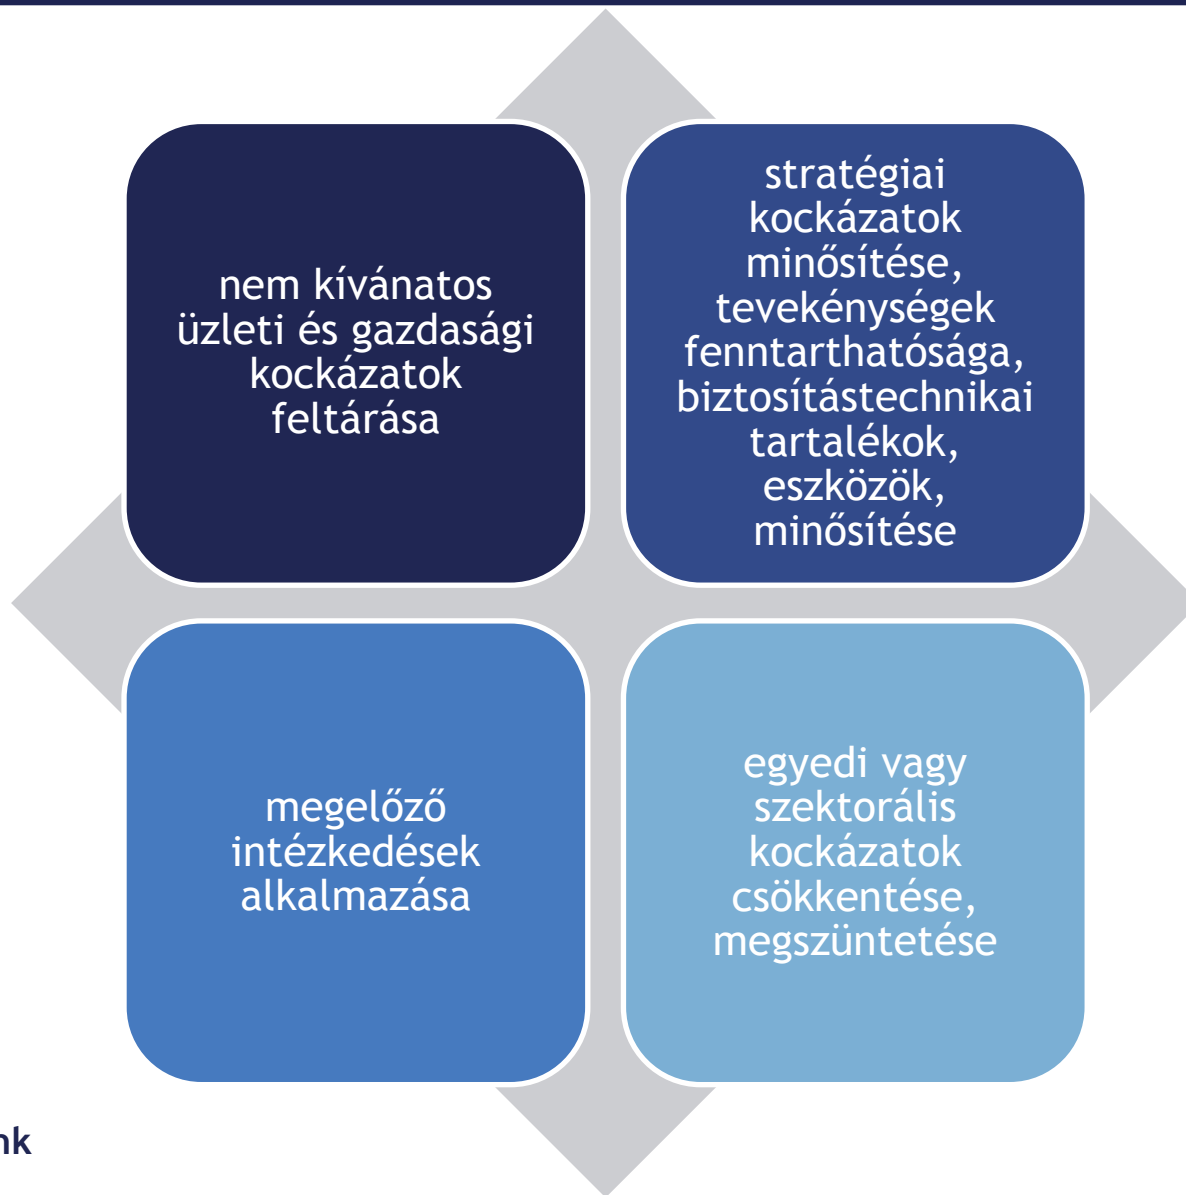 nem kívánatos
üzleti és gazdasági
kockázatok
feltárása
stratégiai
kockázatok
minősítése,
tevékenységek
fenntarthatósága,
biztosítástechnikai
tartalékok,
eszközök,
minősítése
megelőző
intézkedések
alkalmazása
egyedi vagy
szektorális
kockázatok
csökkentése,
megszüntetése
nk